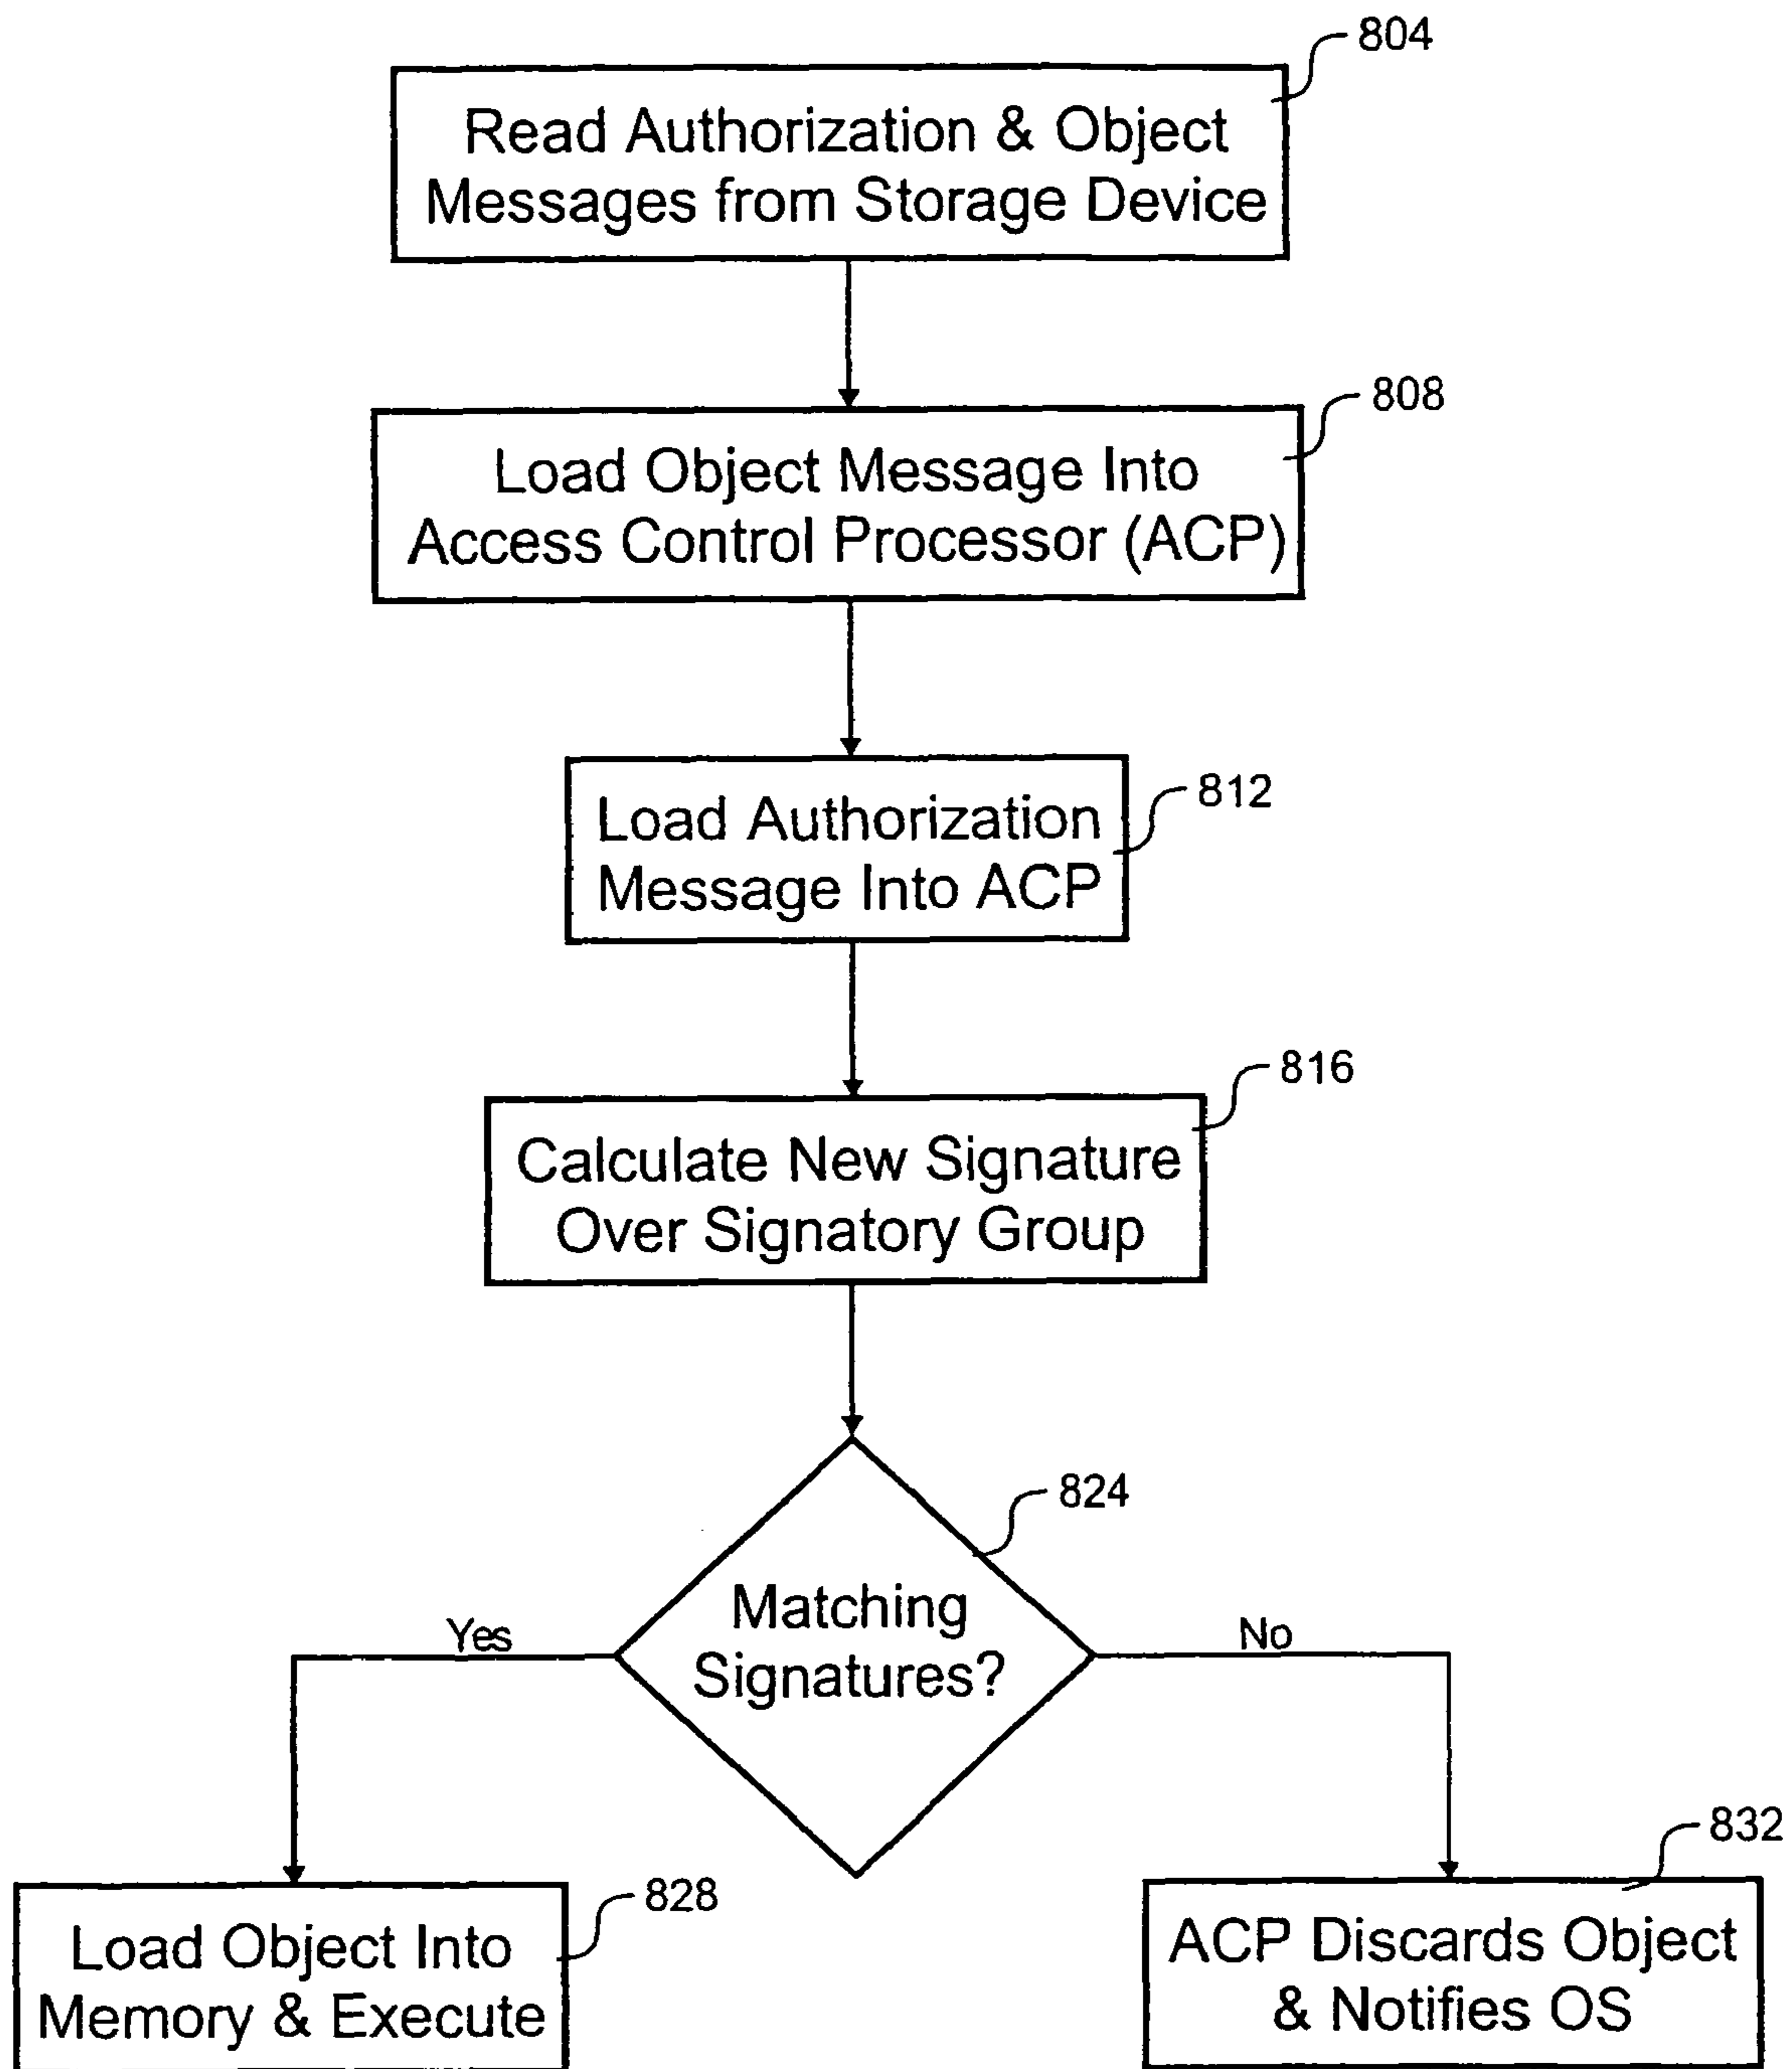 804
Read Authorization & Object
Messages from Storage Device
808
Load Object Message Into
Access Control Processor (ACP)
812
Load Authorization
Message Into ACP
816
Calculate New Signature
Over Signatory Group
824
Matching
Signatures?
Yes
No
828
Load Object Into
Memory & Execute
832
ACP Discards Object
& Notifies OS